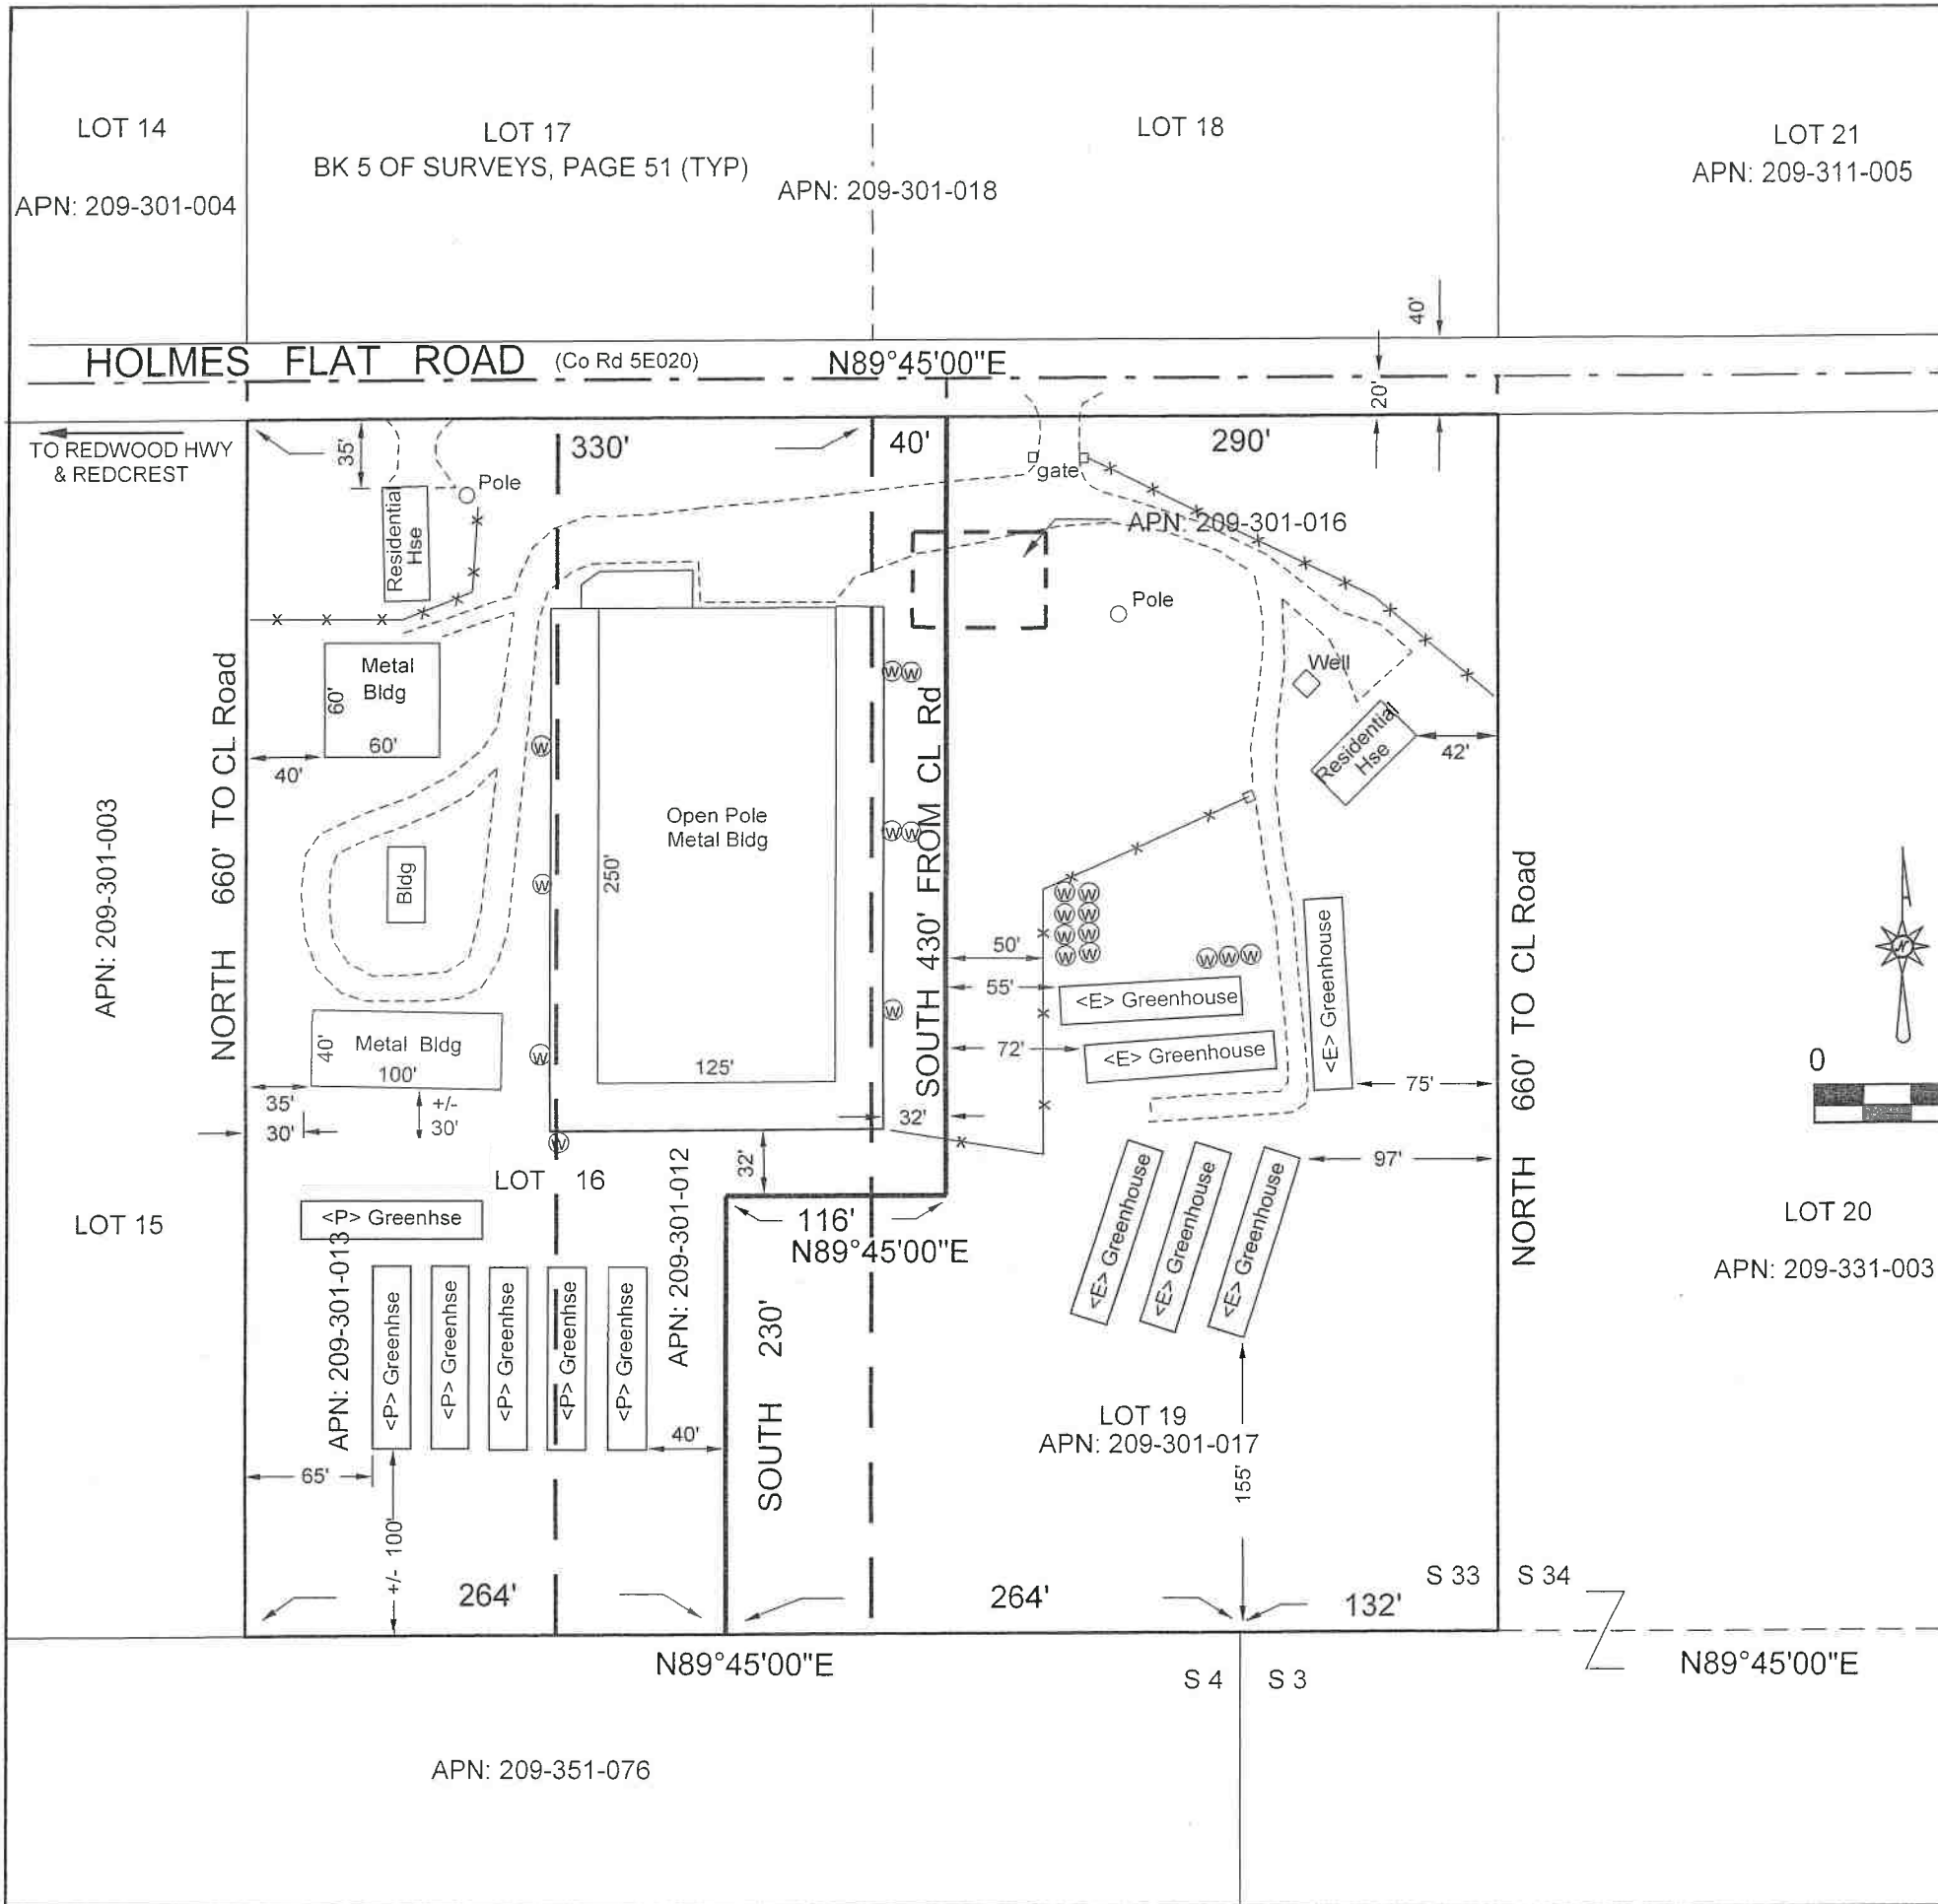 LOT 14
APN: 209-301-004
LOT 17
BK 5 OF SURVEYS, PAGE 51 (TYP)
APN: 209-301-018
LOT 18
LOT 21
APN: 209-311-005
40'
HOLMES FLAT ROAD (Co Rd 5E020)
N89°45'00"E
20'
TO REDWOOD HWY
& REDCREST
35'
330'
40'
290'
Pole
gate
Residential
Hse
APN: 209-301-016
Pole
Metal
Bldg
60'
60'
40'
Well
Residential
Hse
42'
W W
W
W W
W
W
W
W
NORTH 660' TO CL Road
APN: 209-301-003
Open Pole
Metal Bldg
250'
125'
Bldg
SOUTH 430' FROM CL Rd
W W
W W
W W
W W
W W W
50'
55'
<E> Greenhouse
72'
<E> Greenhouse
<E> Greenhouse
75'
NORTH 660' TO CL Road
N
0
40'
Metal Bldg
100'
35'
30'
+/-
30'
32'
32'
97'
LOT 16
APN: 209-301-012
LOT 15
<P> Greenhse
APN: 209-301-013
116'
N89°45'00"E
<E> Greenhouse
<E> Greenhouse
<E> Greenhouse
LOT 20
APN: 209-331-003
<P> Greenhse
<P> Greenhse
<P> Greenhse
<P> Greenhse
<P> Greenhse
40'
65'
+/- 100'
SOUTH 230'
LOT 19
APN: 209-301-017
155'
264'
264'
132'
S 33
S 34
N89°45'00"E
S 4
S 3
N89°45'00"E
APN: 209-351-076